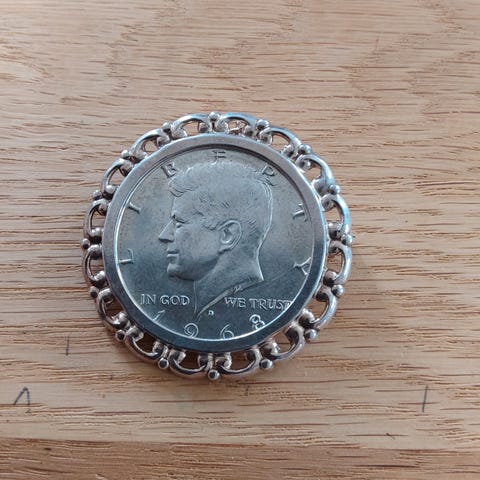 LIBERTY
IN GOD WE TRUST
D
1968